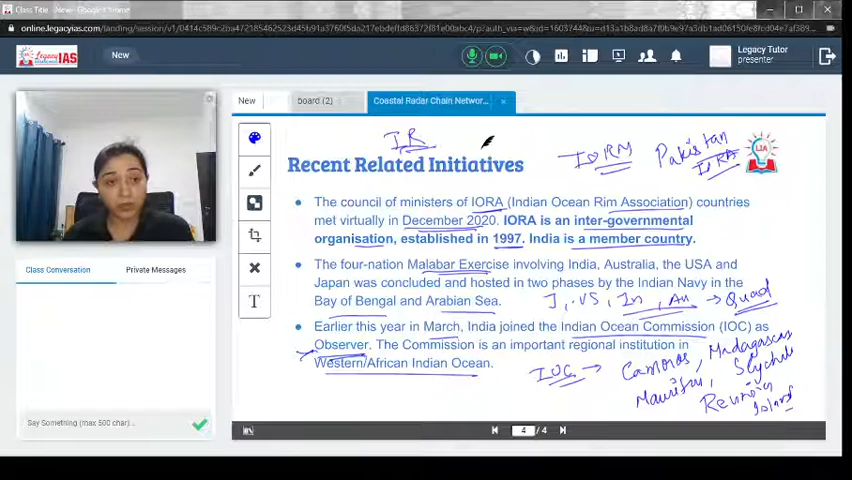 Class Title - New - Google Chrome
Legacy IAS
New
Legacy Tutor
presenter
New
board (2)
Coastal Radar Chain Networ...
IR
Recent Related Initiatives
IORM
Pakistan
IORA
LIA
The council of ministers of IORA (Indian Ocean Rim Association) countries
met virtually in December 2020. IORA is an inter-governmental
organisation, established in 1997. India is a member country.
The four-nation Malabar Exercise involving India, Australia, the USA and
Japan was concluded and hosted in two phases by the Indian Navy in the
Bay of Bengal and Arabian Sea.
J, US, In, Au → Quad
Earlier this year in March, India joined the Indian Ocean Commission (IOC) as
Observer. The Commission is an important regional institution in
Western/African Indian Ocean.
IOC → Comoros, Madagascar
Reunion
Island
Class Conversation
Private Messages
Say Something (max 500 char)
4 / 4